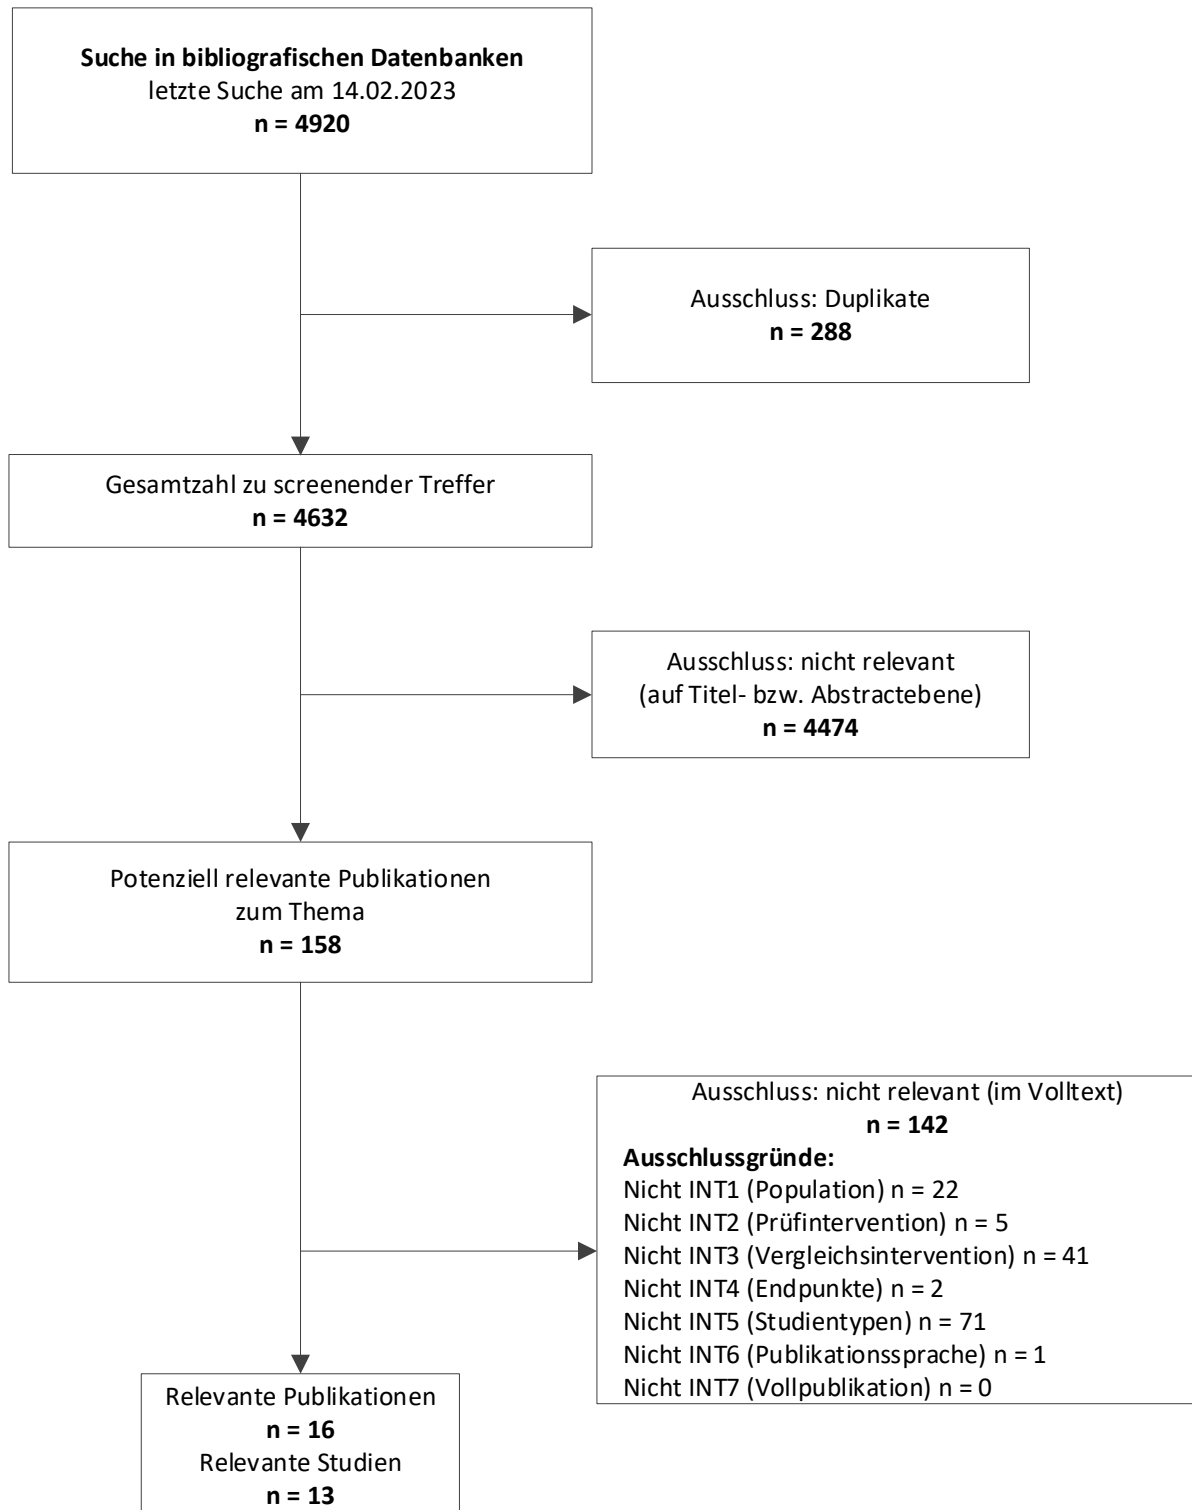 Suche in bibliografischen Datenbanken
letzte Suche am 14.02.2023
n = 4920
Ausschluss: Duplikate
n = 288
Gesamtzahl zu screenender Treffer
n = 4632
Ausschluss: nicht relevant
(auf Titel- bzw. Abstractebene)
n = 4474
Potenziell relevante Publikationen
zum Thema
n = 158
Ausschluss: nicht relevant (im Volltext)
n = 142
Ausschlussgründe:
Nicht INT1 (Population) n = 22
Nicht INT2 (Prüfintervention) n = 5
Nicht INT3 (Vergleichsintervention) n = 41
Nicht INT4 (Endpunkte) n = 2
Nicht INT5 (Studientypen) n = 71
Nicht INT6 (Publikationssprache) n = 1
Nicht INT7 (Vollpublikation) n = 0
Relevante Publikationen
n = 16
Relevante Studien
n = 13